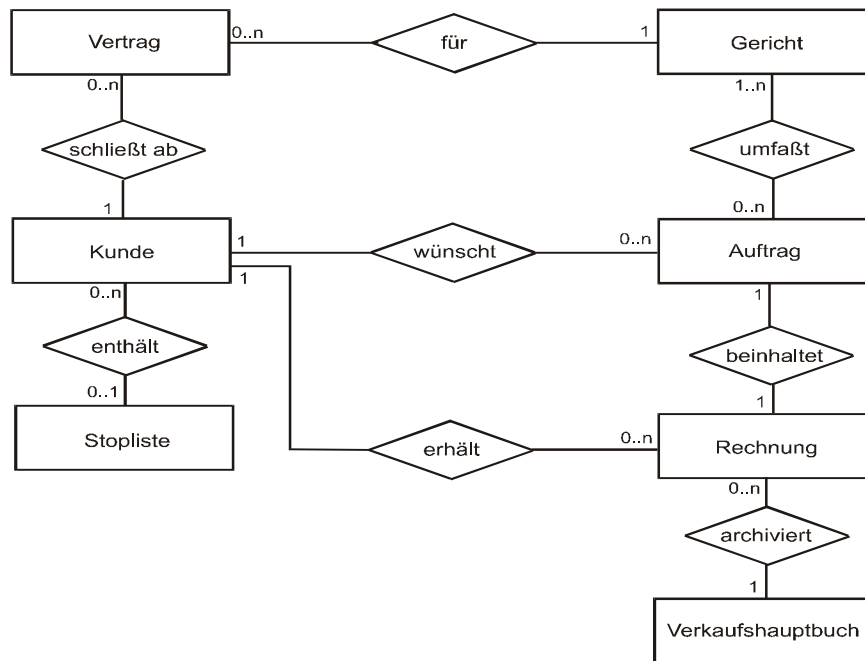 Vertrag
0..n
für
1
Gericht
0..n
1..n
schließt ab
umfaßt
1
0..n
Kunde
1
wünscht
0..n
Auftrag
1
0..n
1
enthält
beinhaltet
0..1
1
Stopliste
erhält
0..n
Rechnung
0..n
archiviert
1
Verkaufshauptbuch